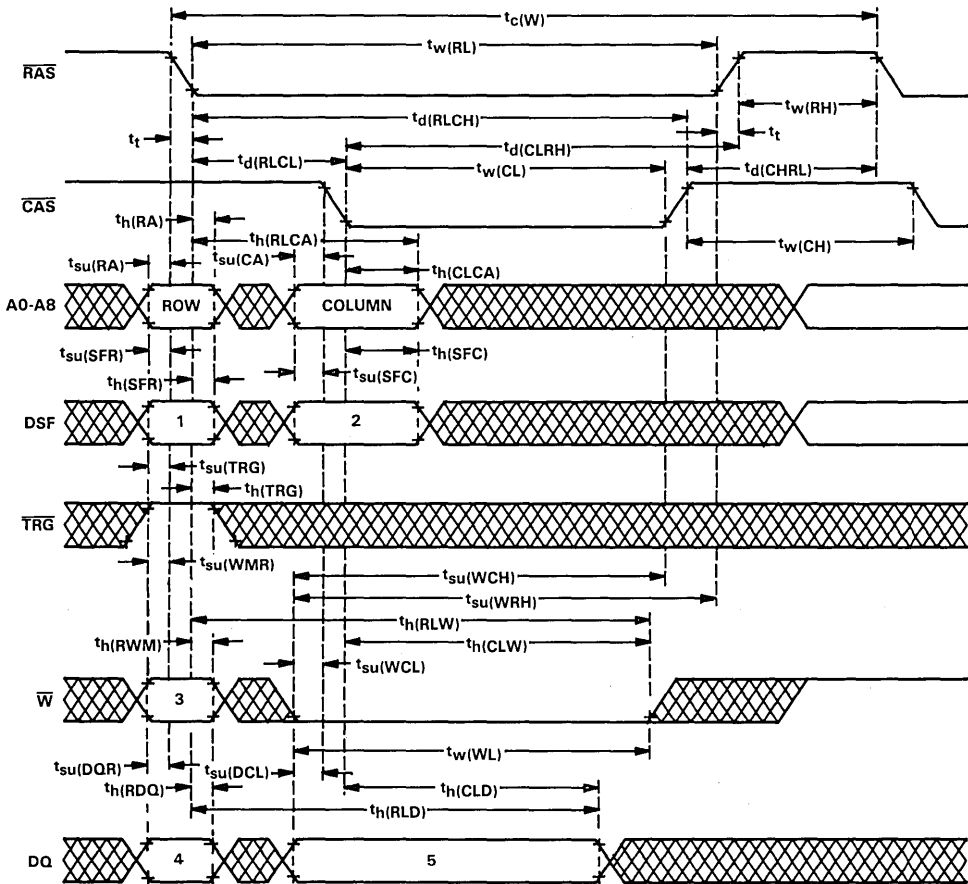 tc(W)
tw(RL)
RAS
tw(RH)
td(RLCH)
tt
tt
td(CLRH)
td(RLCL)
tw(CL)
td(CHRL)
CAS
th(RA)
th(RLCA)
tw(CH)
tsu(CA)
tsu(RA)
th(CLCA)
A0-A8
ROW
COLUMN
tsu(SFR)
th(SFC)
tsu(SFC)
th(SFR)
DSF
1
2
tsu(TRG)
th(TRG)
TRG
tsu(WMR)
tsu(WCH)
tsu(WRH)
th(RLW)
th(RWM)
th(CLW)
tsu(WCL)
W
3
tw(WL)
tsu(DQR)
tsu(DCL)
th(RDQ)
th(CLD)
th(RLD)
DQ
4
5